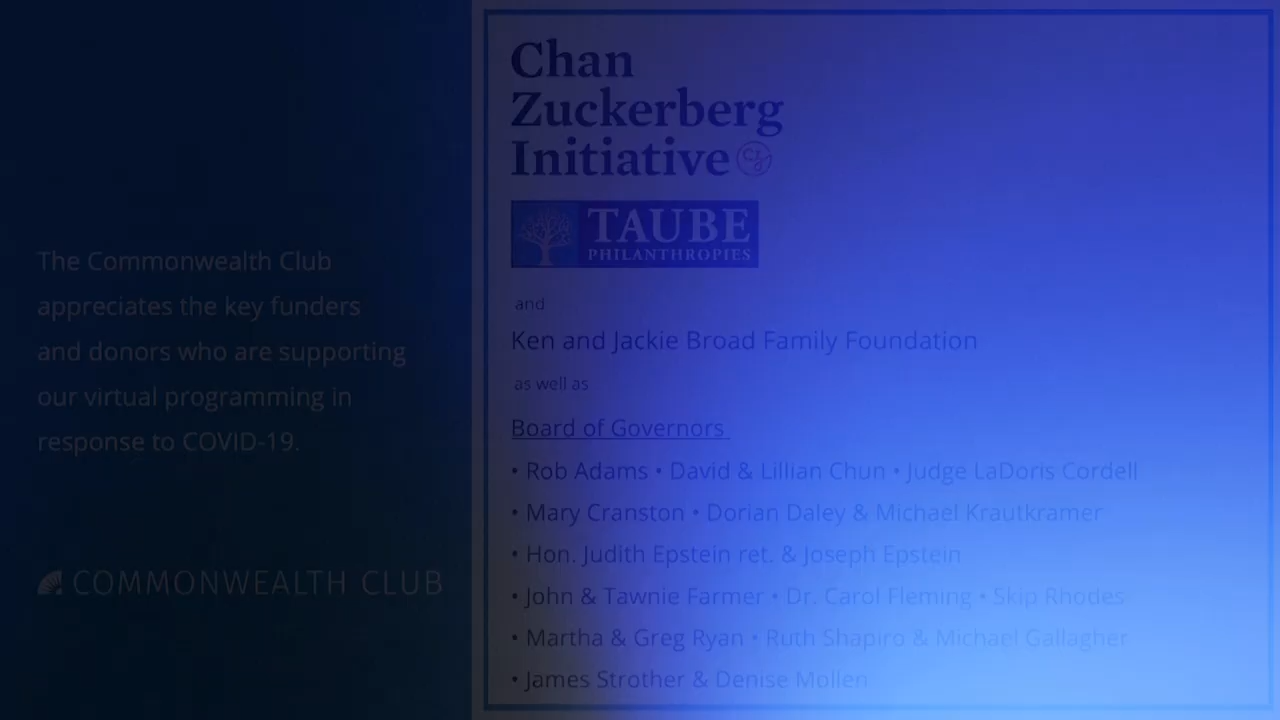 The Commonwealth Club
appreciates the key funders
and donors who are supporting
our virtual programming in
response to COVID-19.
COMMONWEALTH CLUB
Chan
Zuckerberg
Initiative
TAUBE
PHILANTHROPIES
and
Ken and Jackie Broad Family Foundation
as well as
Board of Governors
• Rob Adams • David & Lillian Chun • Judge LaDoris Cordell
• Mary Cranston • Dorian Daley & Michael Krautkramer
• Hon. Judith Epstein ret. & Joseph Epstein
• John & Tawnie Farmer • Dr. Carol Fleming • Skip Rhodes
• Martha & Greg Ryan • Ruth Shapiro & Michael Gallagher
• James Strother & Denise Mollen